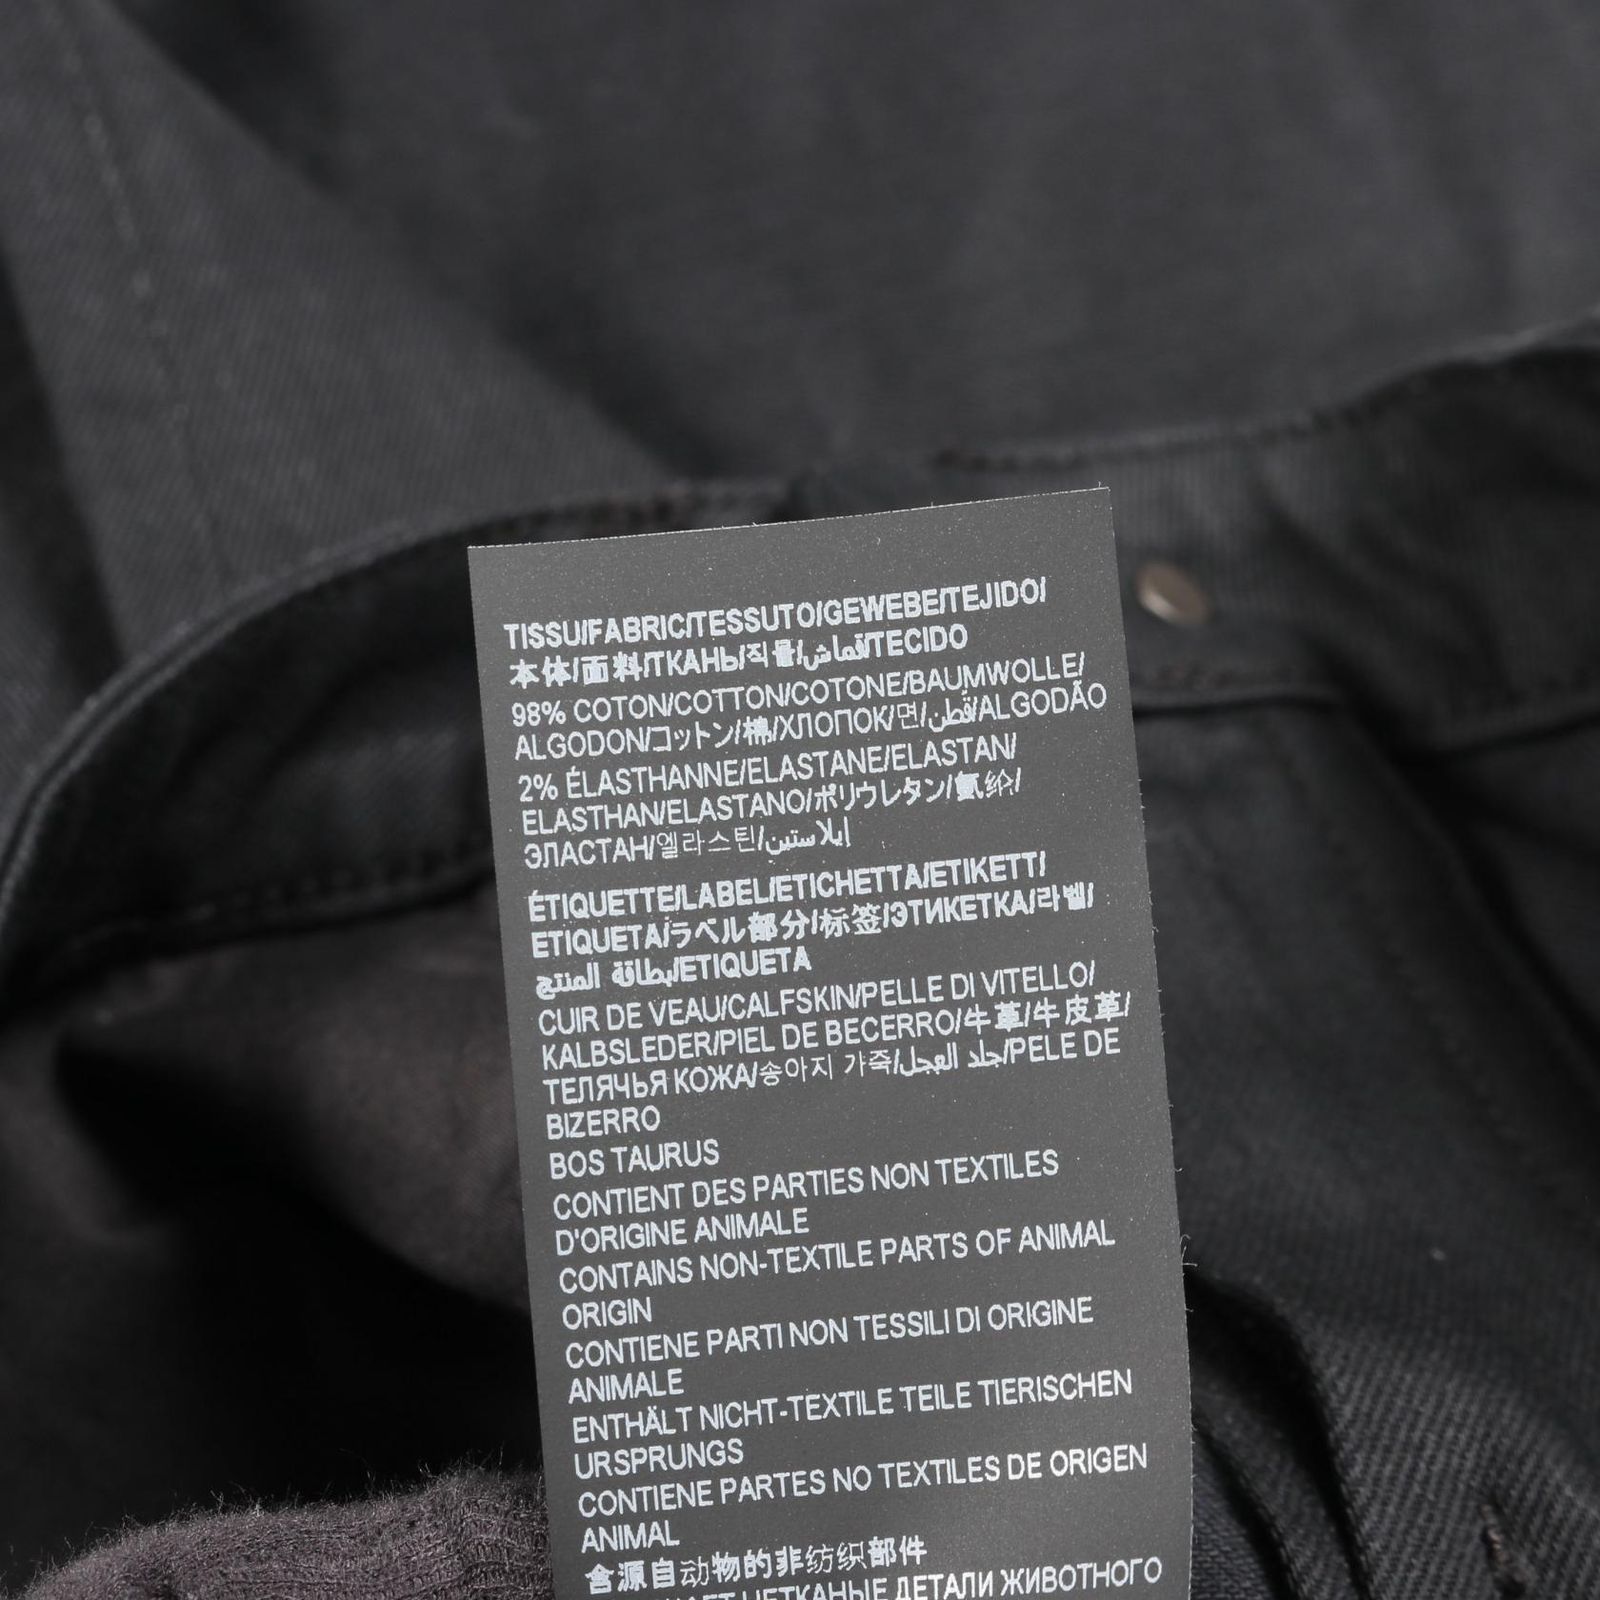 TISSU/FABRIC/TESSUTO/GEWEBE/TEJIDO/
本体/面料/ТКАНЬ/직물/قماش/TECIDO
98% COTON/COTTON/COTONE/BAUMWOLLE/
ALGODON/コットン/棉/ХЛОПОК/면/قطن/ALGODÃO
2% ÉLASTHANNE/ELASTANE/ELASTAN/
ELASTHAN/ELASTANO/ポリウレタン/氨纶/
ЭЛАСТАН/엘라스틴/إيلاستين
ÉTIQUETTE/LABEL/ETICHETTA/ETIKETT/
ETIQUETA/ラベル部分/标签/ЭТИКЕТКА/라벨/
بطاقة المنتج/ETIQUETA
CUIR DE VEAU/CALFSKIN/PELLE DI VITELLO/
KALBSLEDER/PIEL DE BECERRO/牛革/牛皮革/
ТЕЛЯЧЬЯ КОЖА/송아지 가죽/جلد العجل/PELE DE
BIZERRO
BOS TAURUS
CONTIENT DES PARTIES NON TEXTILES
D'ORIGINE ANIMALE
CONTAINS NON-TEXTILE PARTS OF ANIMAL
ORIGIN
CONTIENE PARTI NON TESSILI DI ORIGINE
ANIMALE
ENTHÄLT NICHT-TEXTILE TEILE TIERISCHEN
URSPRUNGS
CONTIENE PARTES NO TEXTILES DE ORIGEN
ANIMAL
含源自动物的非纺织部件
НЕТКАНЫЕ ДЕТАЛИ ЖИВОТНОГО